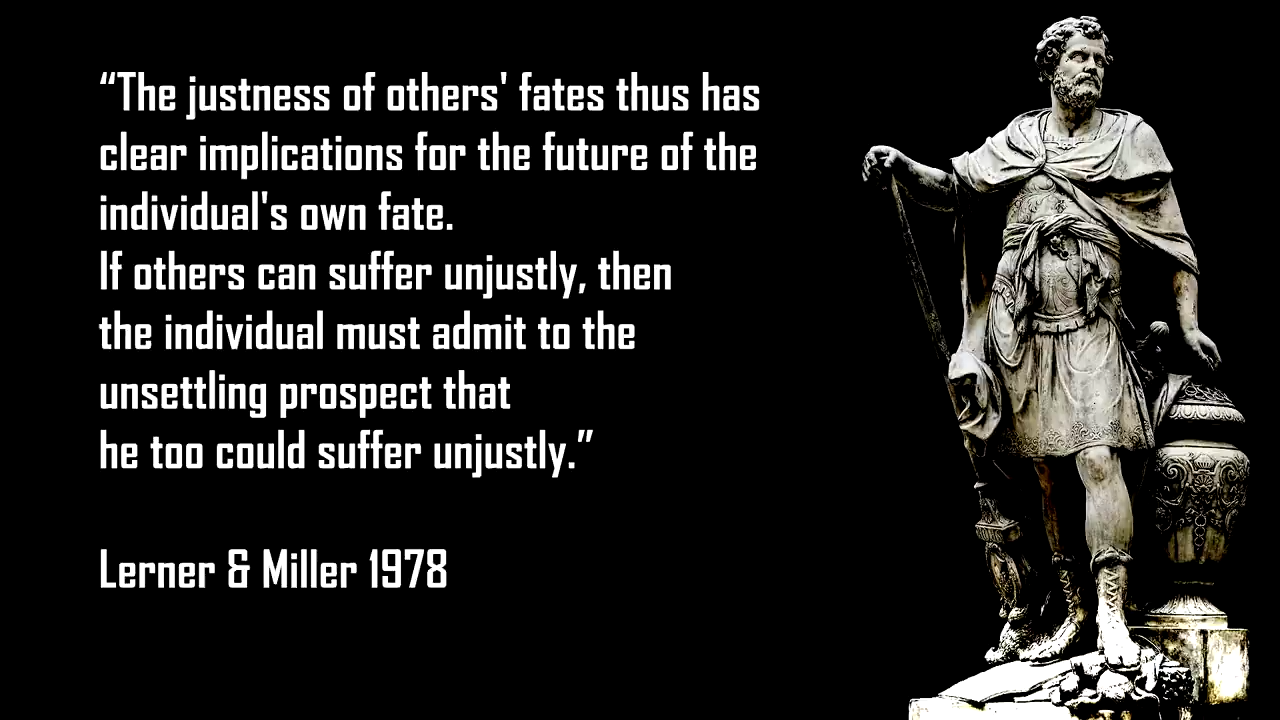 “The justness of others' fates thus has
clear implications for the future of the
individual's own fate.
If others can suffer unjustly, then
the individual must admit to the
unsettling prospect that
he too could suffer unjustly.”
Lerner & Miller 1978